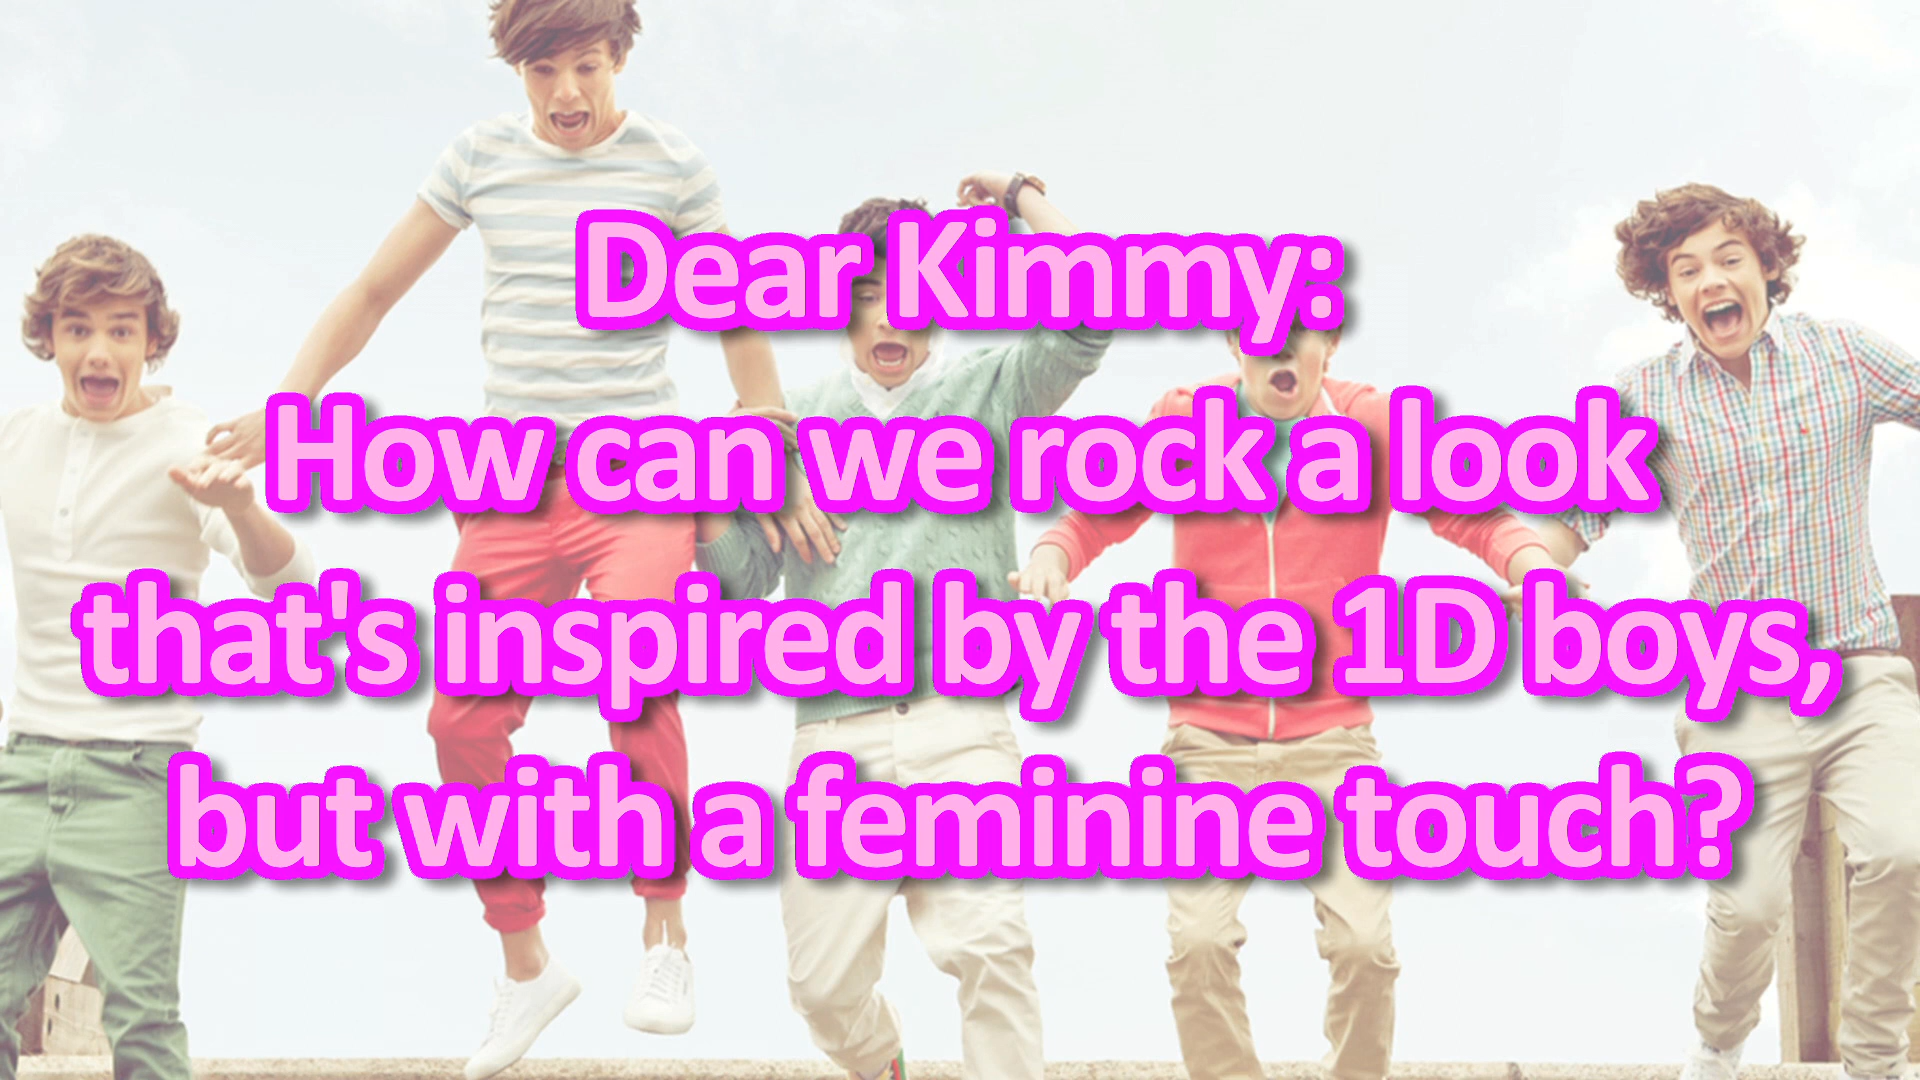 Dear Kimmy:
How can we rock a look
that's inspired by the 1D boys,
but with a feminine touch?